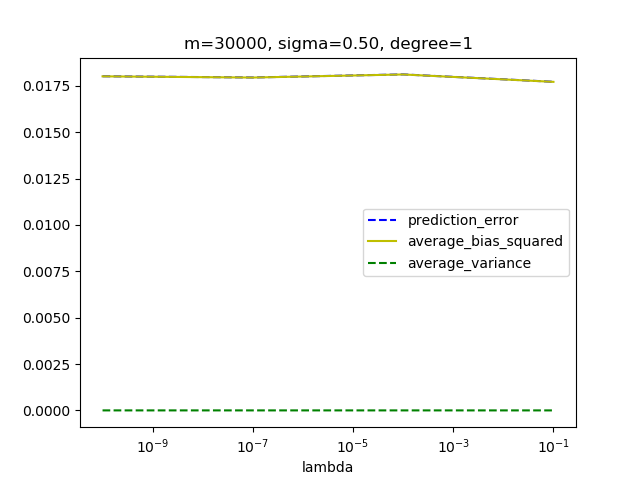 m=30000, sigma=0.50, degree=1
0.0175
0.0150
0.0125
0.0100
0.0075
0.0050
0.0025
0.0000
prediction_error
average_bias_squared
average_variance
10⁻⁹
10⁻⁷
10⁻⁵
10⁻³
10⁻¹
lambda